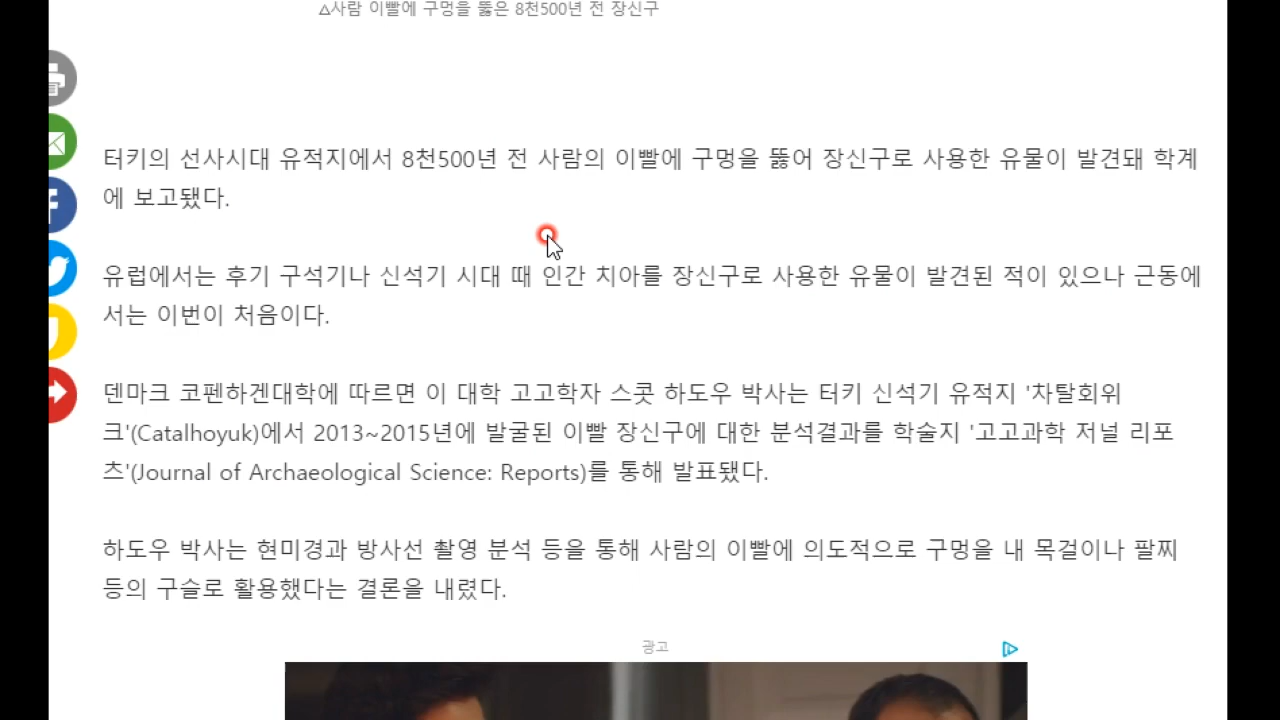 △사람 이빨에 구멍을 뚫은 8천500년 전 장신구
터키의 선사시대 유적지에서 8천500년 전 사람의 이빨에 구멍을 뚫어 장신구로 사용한 유물이 발견돼 학계
에 보고됐다.
유럽에서는 후기 구석기나 신석기 시대 때 인간 치아를 장신구로 사용한 유물이 발견된 적이 있으나 근동에
서는 이번이 처음이다.
덴마크 코펜하겐대학에 따르면 이 대학 고고학자 스콧 하도우 박사는 터키 신석기 유적지 '차탈회위
크'(Catalhoyuk)에서 2013~2015년에 발굴된 이빨 장신구에 대한 분석결과를 학술지 '고고과학 저널 리포
츠'(Journal of Archaeological Science: Reports)를 통해 발표됐다.
하도우 박사는 현미경과 방사선 촬영 분석 등을 통해 사람의 이빨에 의도적으로 구멍을 내 목걸이나 팔찌
등의 구슬로 활용했다는 결론을 내렸다.
광고